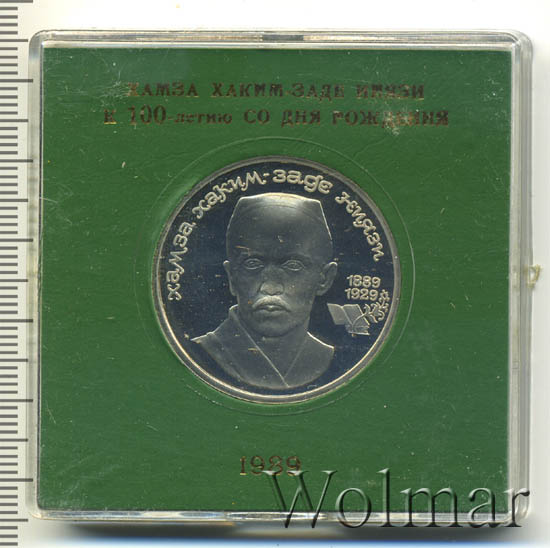 ХАМЗА ХАКИМ-ЗАДЕ НИЯЗИ
К 100-летию СО ДНЯ РОЖДЕНИЯ
хамза хаким-заде ниязи
1889
1929
1989
Wolmar